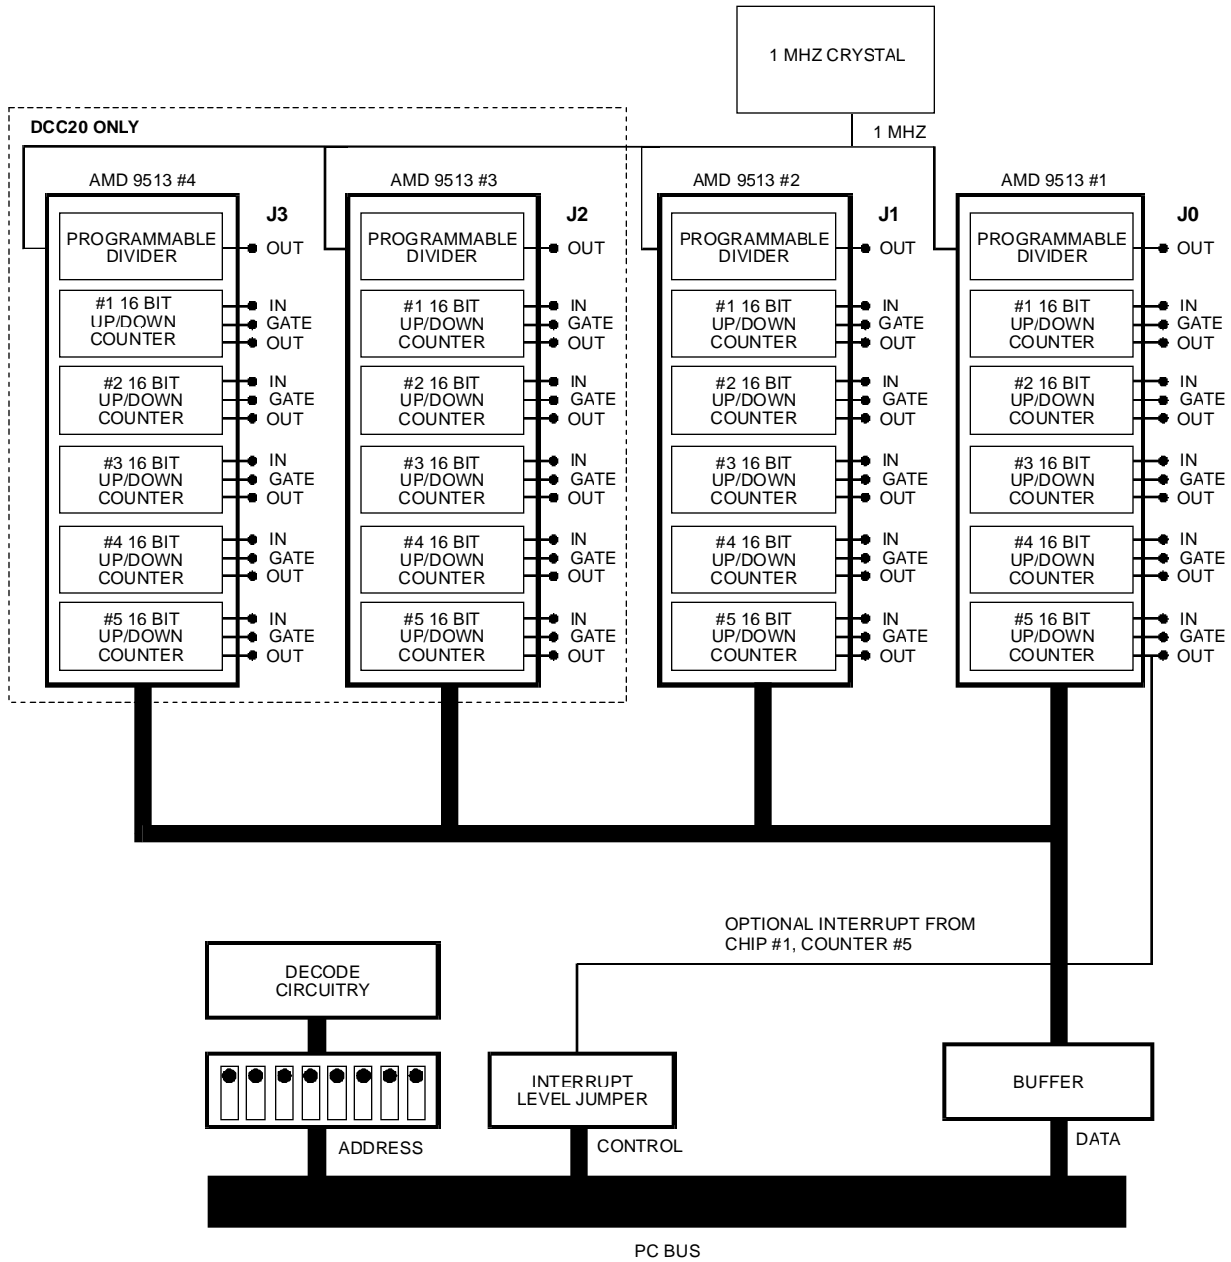 1 MHZ CRYSTAL
1 MHZ
DCC20 ONLY
AMD 9513 #4
J3
PROGRAMMABLE
DIVIDER
OUT
#1 16 BIT
UP/DOWN
COUNTER
IN
GATE
OUT
#2 16 BIT
UP/DOWN
COUNTER
IN
GATE
OUT
#3 16 BIT
UP/DOWN
COUNTER
IN
GATE
OUT
#4 16 BIT
UP/DOWN
COUNTER
IN
GATE
OUT
#5 16 BIT
UP/DOWN
COUNTER
IN
GATE
OUT
AMD 9513 #3
J2
PROGRAMMABLE
DIVIDER
OUT
#1 16 BIT
UP/DOWN
COUNTER
IN
GATE
OUT
#2 16 BIT
UP/DOWN
COUNTER
IN
GATE
OUT
#3 16 BIT
UP/DOWN
COUNTER
IN
GATE
OUT
#4 16 BIT
UP/DOWN
COUNTER
IN
GATE
OUT
#5 16 BIT
UP/DOWN
COUNTER
IN
GATE
OUT
AMD 9513 #2
J1
PROGRAMMABLE
DIVIDER
OUT
#1 16 BIT
UP/DOWN
COUNTER
IN
GATE
OUT
#2 16 BIT
UP/DOWN
COUNTER
IN
GATE
OUT
#3 16 BIT
UP/DOWN
COUNTER
IN
GATE
OUT
#4 16 BIT
UP/DOWN
COUNTER
IN
GATE
OUT
#5 16 BIT
UP/DOWN
COUNTER
IN
GATE
OUT
AMD 9513 #1
J0
PROGRAMMABLE
DIVIDER
OUT
#1 16 BIT
UP/DOWN
COUNTER
IN
GATE
OUT
#2 16 BIT
UP/DOWN
COUNTER
IN
GATE
OUT
#3 16 BIT
UP/DOWN
COUNTER
IN
GATE
OUT
#4 16 BIT
UP/DOWN
COUNTER
IN
GATE
OUT
#5 16 BIT
UP/DOWN
COUNTER
IN
GATE
OUT
OPTIONAL INTERRUPT FROM
CHIP #1, COUNTER #5
DECODE
CIRCUITRY
INTERRUPT
LEVEL JUMPER
BUFFER
ADDRESS
CONTROL
DATA
PC BUS